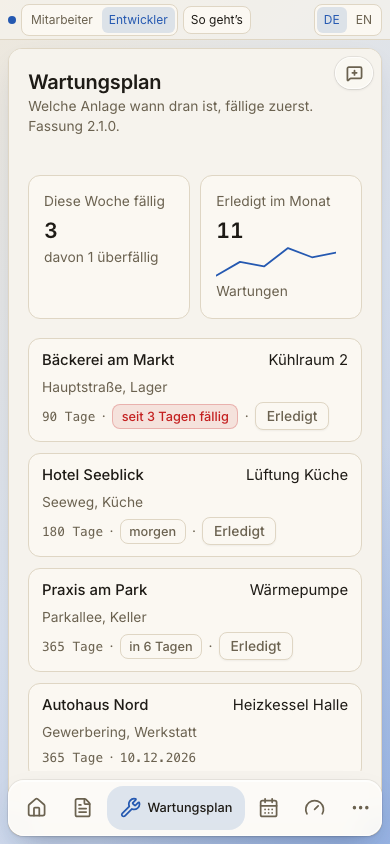 Mitarbeiter Entwickler So geht's DE EN
Wartungsplan
Welche Anlage wann dran ist, fällige zuerst.
Fassung 2.1.0.
Diese Woche fällig
3
davon 1 überfällig
Erledigt im Monat
11
Wartungen
Bäckerei am Markt Kühlraum 2
Hauptstraße, Lager
90 Tage · seit 3 Tagen fällig · Erledigt
Hotel Seeblick Lüftung Küche
Seeweg, Küche
180 Tage · morgen · Erledigt
Praxis am Park Wärmepumpe
Parkallee, Keller
365 Tage · in 6 Tagen · Erledigt
Autohaus Nord Heizkessel Halle
Gewerbering, Werkstatt
365 Tage · 10.12.2026
Wartungsplan